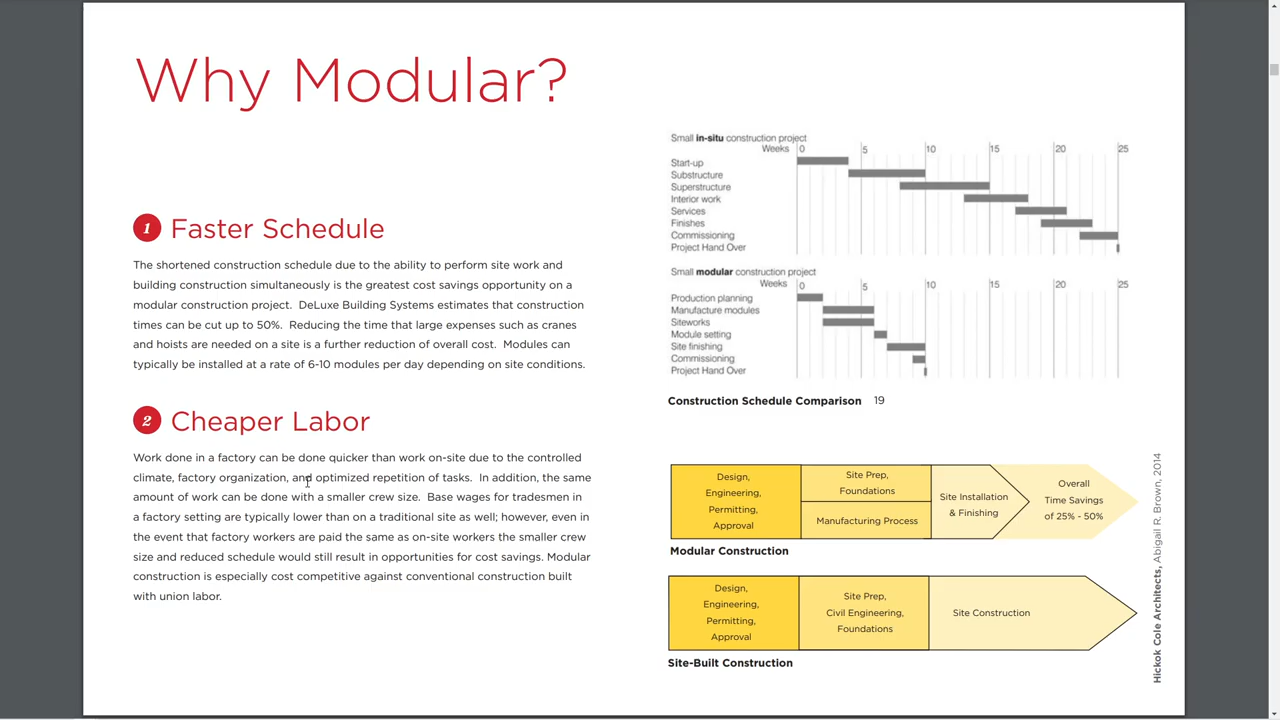 Why Modular?
1 Faster Schedule
The shortened construction schedule due to the ability to perform site work and
building construction simultaneously is the greatest cost savings opportunity on a
modular construction project.  DeLuxe Building Systems estimates that construction
times can be cut up to 50%.  Reducing the time that large expenses such as cranes
and hoists are needed on a site is a further reduction of overall cost.  Modules can
typically be installed at a rate of 6-10 modules per day depending on site conditions.
2 Cheaper Labor
Work done in a factory can be done quicker than work on-site due to the controlled
climate, factory organization, and optimized repetition of tasks.  In addition, the same
amount of work can be done with a smaller crew size.  Base wages for tradesmen in
a factory setting are typically lower than on a traditional site as well; however, even in
the event that factory workers are paid the same as on-site workers the smaller crew
size and reduced schedule would still result in opportunities for cost savings. Modular
construction is especially cost competitive against conventional construction built
with union labor.
Small in-situ construction project
Weeks 0 5 10 15 20 25
Start-up
Substructure
Superstructure
Interior work
Services
Finishes
Commissioning
Project Hand Over
Small modular construction project
Weeks 0 5 10 15 20 25
Production planning
Manufacture modules
Siteworks
Module setting
Site finishing
Commissioning
Project Hand Over
Construction Schedule Comparison 19
Design,
Engineering,
Permitting,
Approval
Site Prep,
Foundations
Manufacturing Process
Site Installation
& Finishing
Overall
Time Savings
of 25% - 50%
Modular Construction
Design,
Engineering,
Permitting,
Approval
Site Prep,
Civil Engineering,
Foundations
Site Construction
Site-Built Construction
Hickok Cole Architects, Abigail R. Brown, 2014